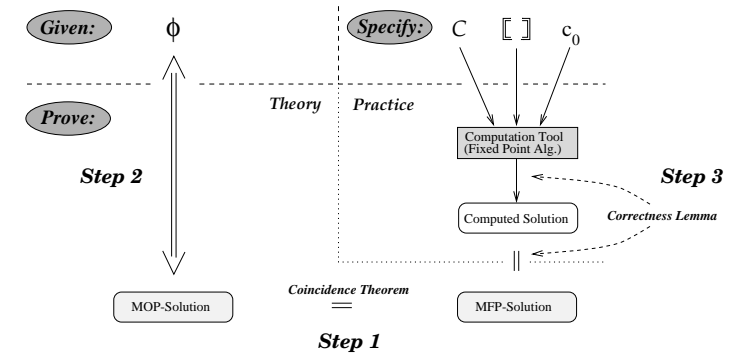 Given:
ϕ
Specify:
C
⟦ ⟧
c₀
Theory
Practice
Prove:
Computation Tool
(Fixed Point Alg.)
Step 2
Step 3
Computed Solution
Correctness Lemma
||
MOP-Solution
Coincidence Theorem
=
MFP-Solution
Step 1